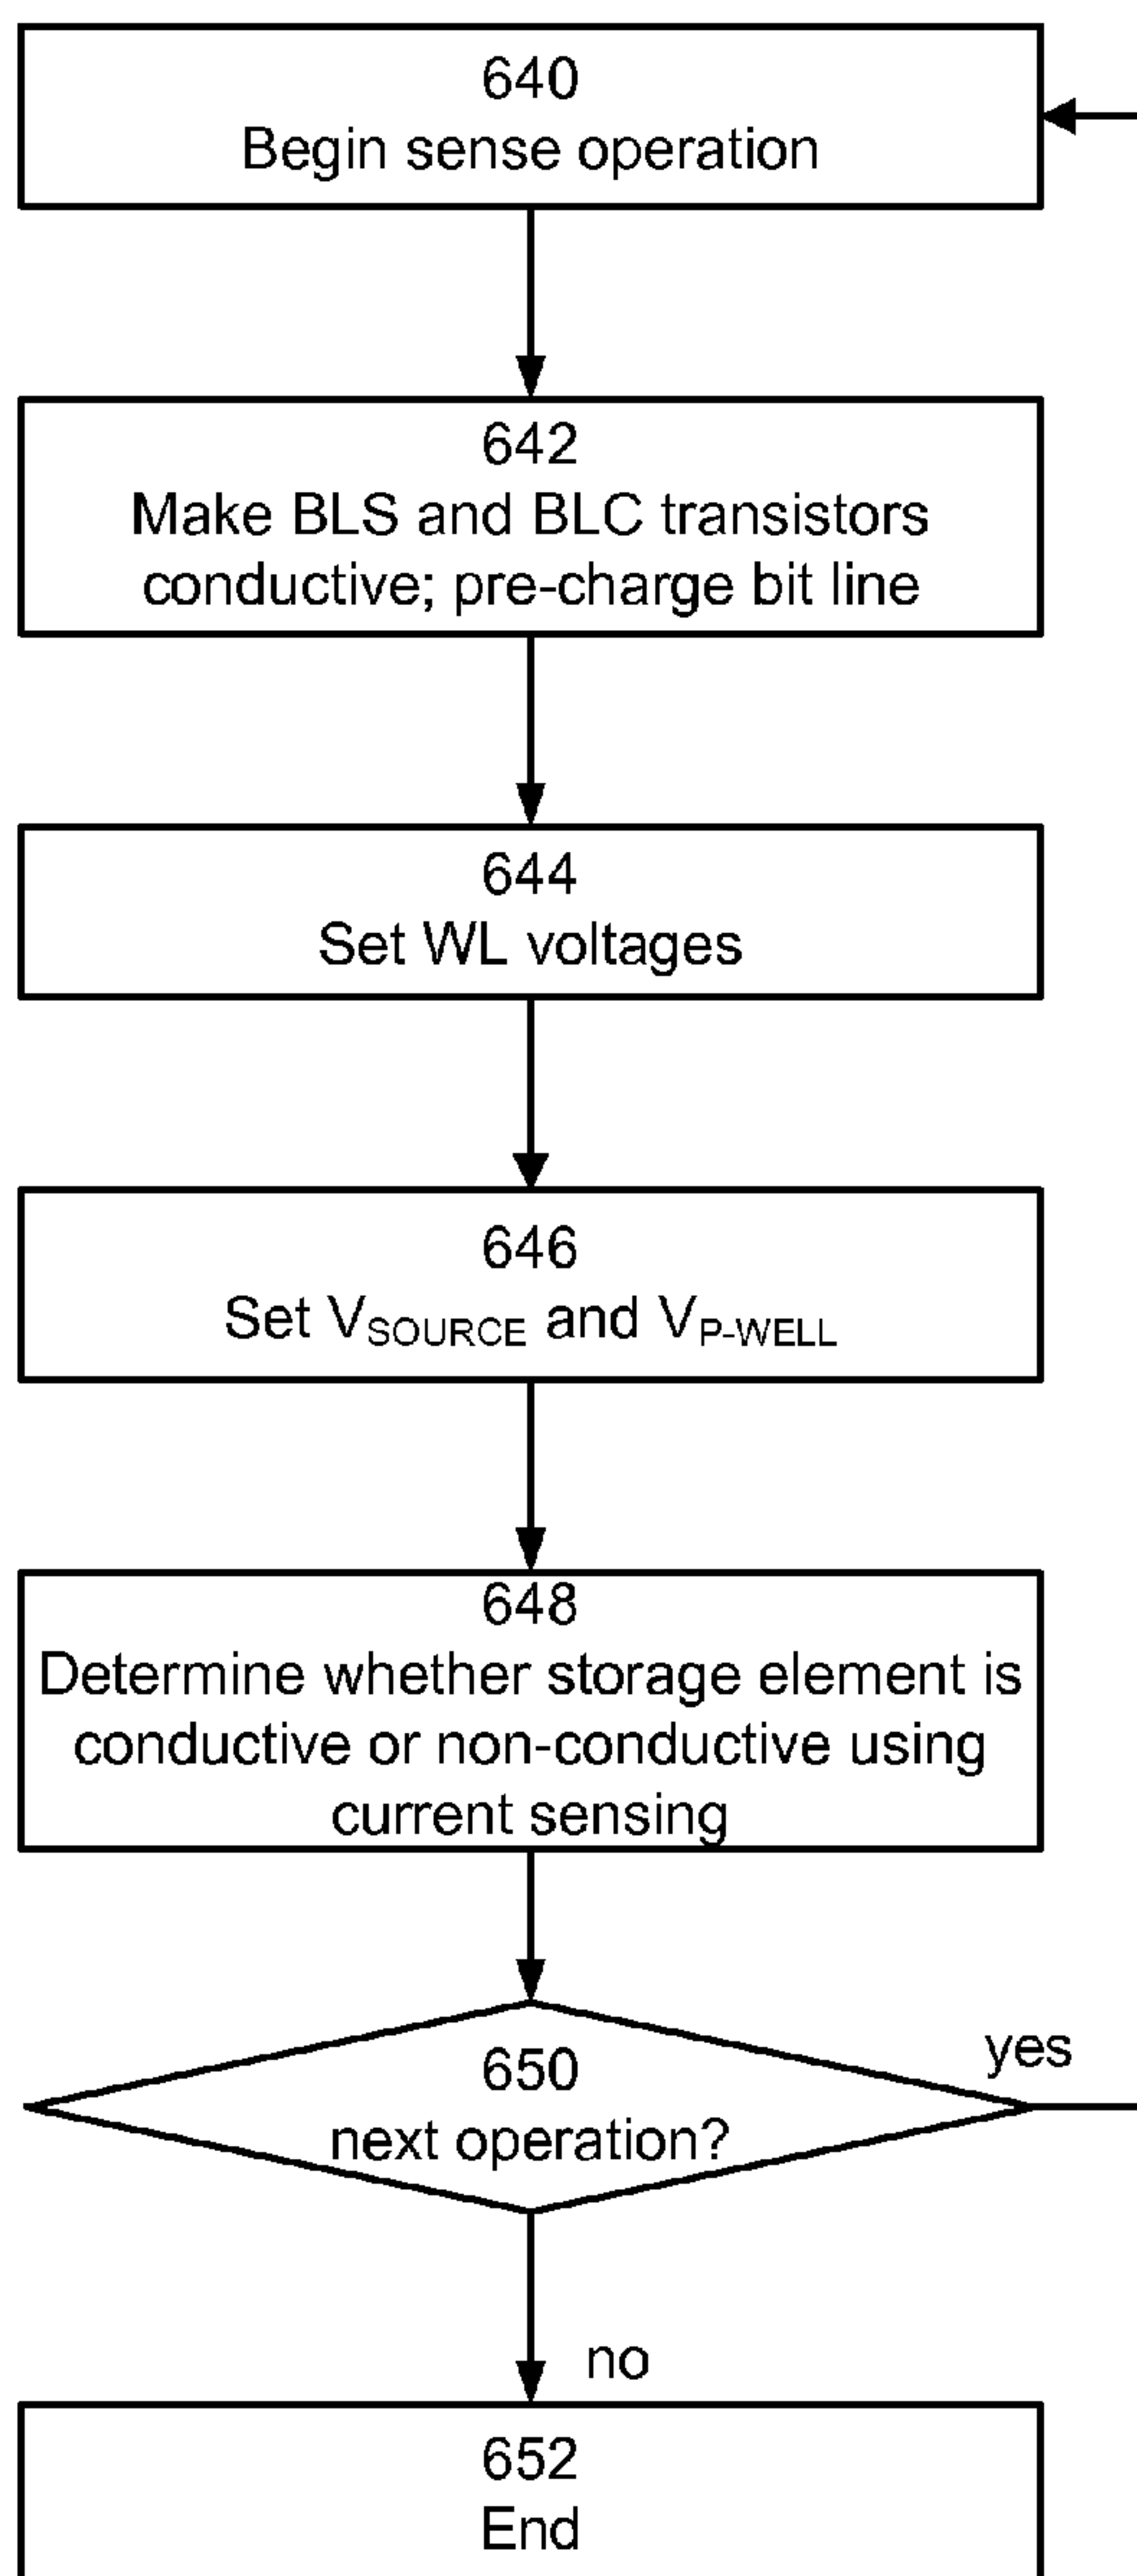 640
Begin sense operation
642
Make BLS and BLC transistors
conductive; pre-charge bit line
644
Set WL voltages
646
Set VSOURCE and VP-WELL
648
Determine whether storage element is
conductive or non-conductive using
current sensing
650
next operation?
yes
no
652
End